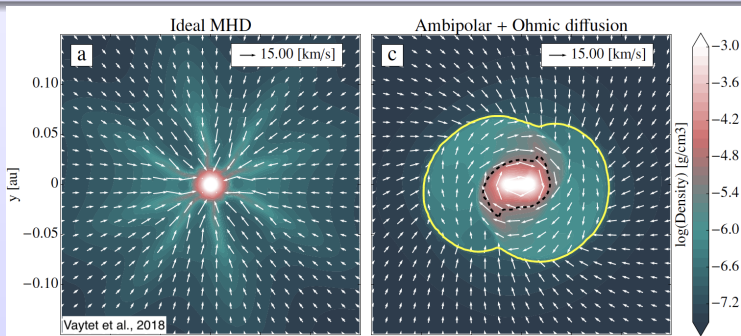 Ideal MHD
Ambipolar + Ohmic diffusion
a
15.00 [km/s]
c
15.00 [km/s]
0.10
0.05
0
−0.05
−0.10
y [au]
−3.0
−3.6
−4.2
−4.8
−5.4
−6.0
−6.6
−7.2
log(Density) [g/cm3]
Vaytet et al., 2018